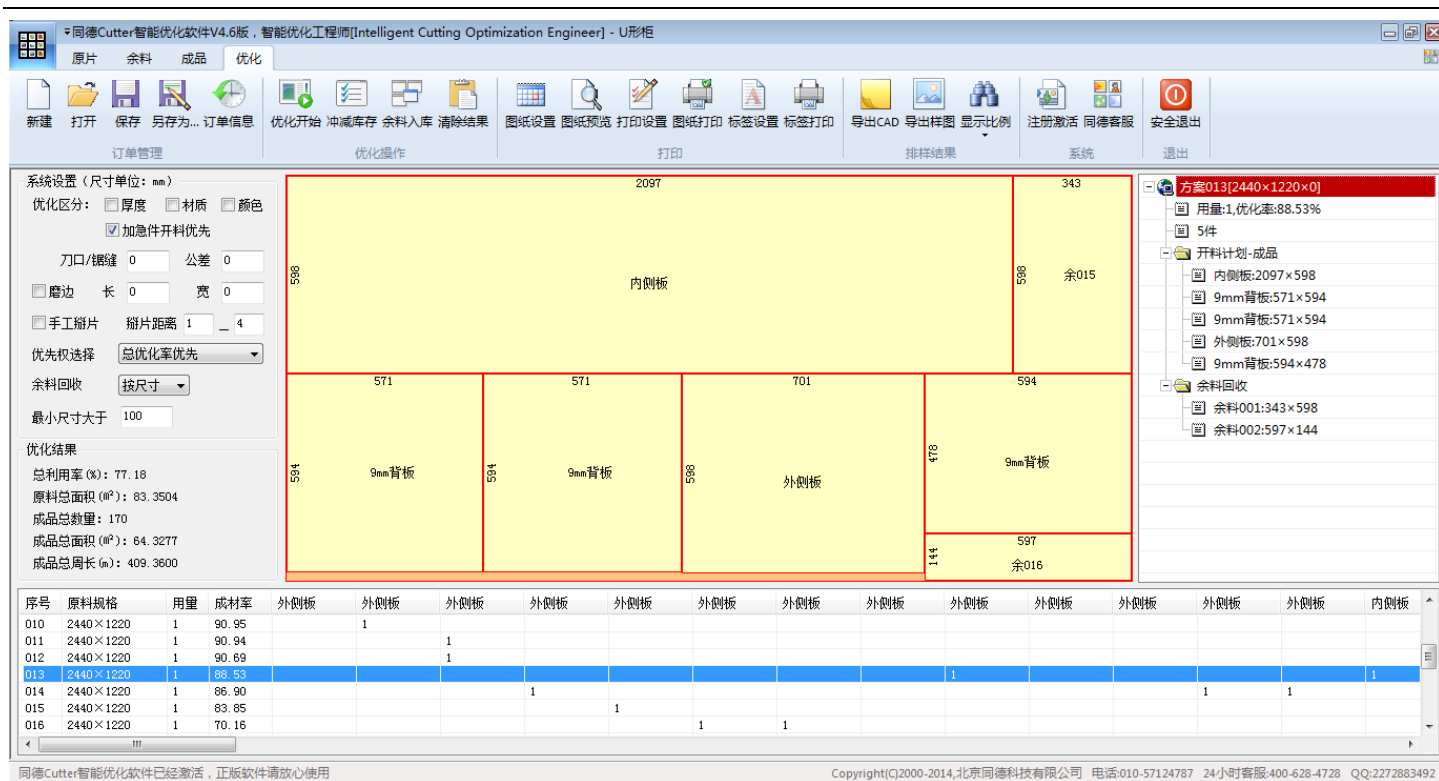 同德Cutter智能优化软件V4.6版，智能优化工程师[Intelligent Cutting Optimization Engineer] - U形柜
原片 余料 成品 优化
新建 打开 保存 另存为... 订单信息 优化开始 冲减库存 余料入库 清除结果 图纸设置 图纸预览 打印设置 图纸打印 标签设置 标签打印 导出CAD 导出样图 显示比例 注册激活 同德客服 安全退出
订单管理 优化操作 打印 排样结果 系统 退出
系统设置（尺寸单位：mm）
优化区分： 厚度 材质 颜色
加急件开料优先
刀口/锯缝 0 公差 0
磨边 长 0 宽 0
手工掰片 掰片距离 1 _ 4
优先权选择 总优化率优先
余料回收 按尺寸
最小尺寸大于 100
优化结果
总利用率(%)：77.18
原料总面积(m²)：83.3504
成品总数量：170
成品总面积(m²)：64.3277
成品总周长(m)：409.3600
2097 343
598 内侧板 598 余015
571 571 701 594
594 9mm背板 594 9mm背板 598 外侧板 478 9mm背板
597
144 余016
方案013[2440×1220×0]
用量:1,优化率:88.53%
5件
开料计划-成品
内侧板:2097×598
9mm背板:571×594
9mm背板:571×594
外侧板:701×598
9mm背板:594×478
余料回收
余料001:343×598
余料002:597×144
序号 原料规格 用量 成材率 外侧板 外侧板 外侧板 外侧板 外侧板 外侧板 外侧板 外侧板 外侧板 外侧板 外侧板 外侧板 外侧板 内侧板
010 2440×1220 1 90.95 1
011 2440×1220 1 90.94 1
012 2440×1220 1 90.69 1
013 2440×1220 1 88.53 1 1
014 2440×1220 1 86.90 1 1 1
015 2440×1220 1 83.85 1
016 2440×1220 1 70.16 1 1
同德Cutter智能优化软件已经激活，正版软件请放心使用 Copyright(C)2000-2014,北京同德科技有限公司 电话:010-57124787 24小时客服:400-628-4728 QQ:2272883492